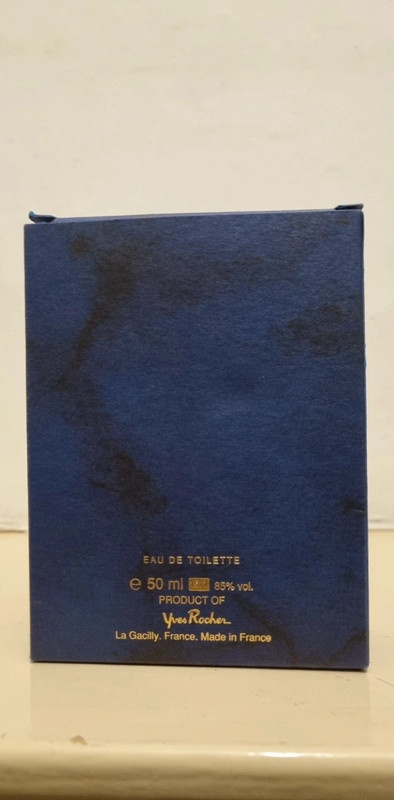 EAU DE TOILETTE
℮ 50 ml 85% vol.
PRODUCT OF
Yves Rocher
La Gacilly. France. Made in France